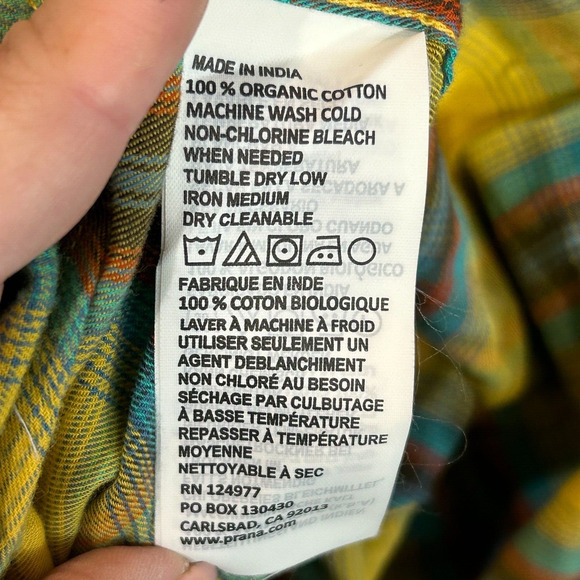 MADE IN INDIA
100 % ORGANIC COTTON
MACHINE WASH COLD
NON-CHLORINE BLEACH
WHEN NEEDED
TUMBLE DRY LOW
IRON MEDIUM
DRY CLEANABLE
FABRIQUE EN INDE
100 % COTON BIOLOGIQUE
LAVER À MACHINE À FROID
UTILISER SEULEMENT UN
AGENT DEBLANCHIMENT
NON CHLORÉ AU BESOIN
SÉCHAGE PAR CULBUTAGE
À BASSE TEMPÉRATURE
REPASSER À TEMPÉRATURE
MOYENNE
NETTOYABLE À SEC
RN 124977
PO BOX 130430
CARLSBAD, CA 92013
www.prana.com